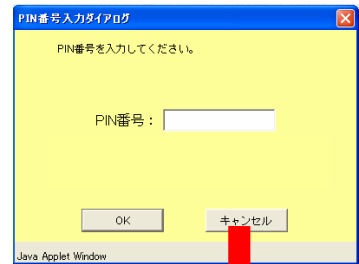 PIN番号入力ダイアログ
PIN番号を入力してください。
PIN番号：
OK キャンセル
Java Applet Window